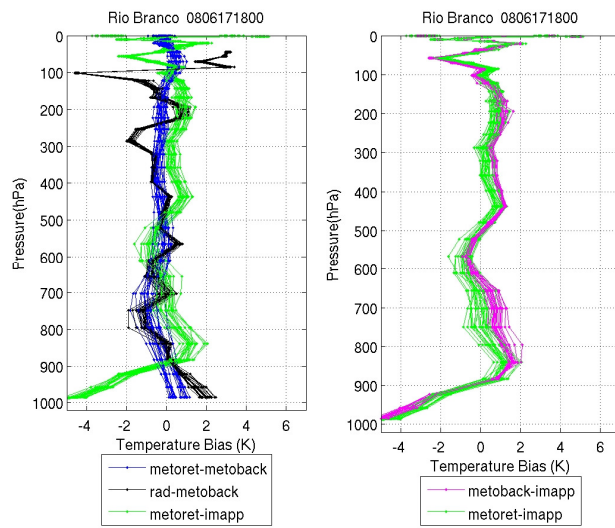 Rio Branco 0806171800
0
100
200
300
400
500
600
700
800
900
1000
Pressure(hPa)
-4 -2 0 2 4 6
Temperature Bias (K)
metoret-metoback
rad-metoback
metoret-imapp
Rio Branco 0806171800
0
100
200
300
400
500
600
700
800
900
1000
Pressure(hPa)
-4 -2 0 2 4 6
Temperature Bias (K)
metoback-imapp
metoret-imapp